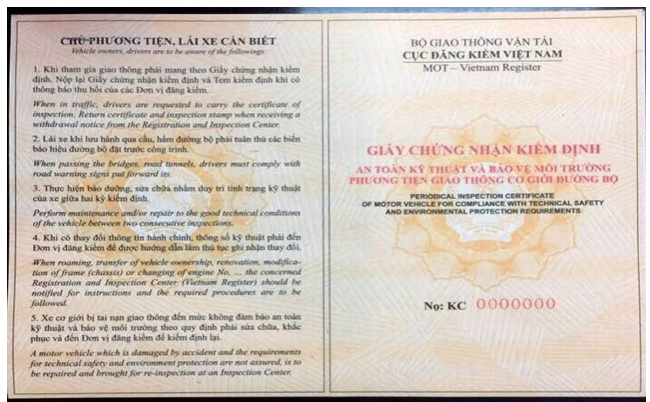 CHỦ PHƯƠNG TIỆN, LÁI XE CẦN BIẾT
Vehicle owners, drivers are to be aware of the followings:
1. Khi tham gia giao thông phải mang theo Giấy chứng nhận kiểm
định. Nộp lại Giấy chứng nhận kiểm định và Tem kiểm định khi có
thông báo thu hồi của các Đơn vị đăng kiểm.
When in traffic, drivers are requested to carry the certificate of
inspection. Return certificate and inspection stamp when receiving a
withdrawal notice from the Registration and Inspection Center.
2. Lái xe khi lưu hành qua cầu, hầm đường bộ phải tuân thủ các biển
báo hiệu đường bộ đặt trước công trình.
When passing the bridges, road tunnels, drivers must comply with
road warning signs put forward its.
3. Thực hiện bảo dưỡng, sửa chữa nhằm duy trì tình trạng kỹ thuật
của xe giữa hai kỳ kiểm định.
Perform maintenance and/or repair to the good technical conditions
of the vehicle between two consecutive inspections.
4. Khi có thay đổi thông tin hành chính, thông số kỹ thuật phải đến
Đơn vị đăng kiểm để được hướng dẫn làm thủ tục ghi nhận thay đổi.
When roaming, transfer of vehicle ownership, renovation, modifica-
tion of frame (chassis) or changing of engine No, ... the concerned
Registration and Inspection Center (Vietnam Register) should be
notified for instructions and the required procedures are to be
followed.
5. Xe cơ giới bị tai nạn giao thông đến mức không đảm bảo an toàn
kỹ thuật và bảo vệ môi trường theo quy định phải sửa chữa, khắc
phục và đến Đơn vị đăng kiểm để kiểm định lại.
A motor vehicle which is damaged by accident and the requirements
for technical safety and environment protection are not assured, is to
be repaired and brought for re-inspection at an Inspection Center.
BỘ GIAO THÔNG VẬN TẢI
CỤC ĐĂNG KIỂM VIỆT NAM
MOT – Vietnam Register
GIẤY CHỨNG NHẬN KIỂM ĐỊNH
AN TOÀN KỸ THUẬT VÀ BẢO VỆ MÔI TRƯỜNG
PHƯƠNG TIỆN GIAO THÔNG CƠ GIỚI ĐƯỜNG BỘ
PERIODICAL INSPECTION CERTIFICATE
OF MOTOR VEHICLE FOR COMPLIANCE WITH TECHNICAL SAFETY
AND ENVIRONMENTAL PROTECTION REQUIREMENTS
Nọ: KC 0000000